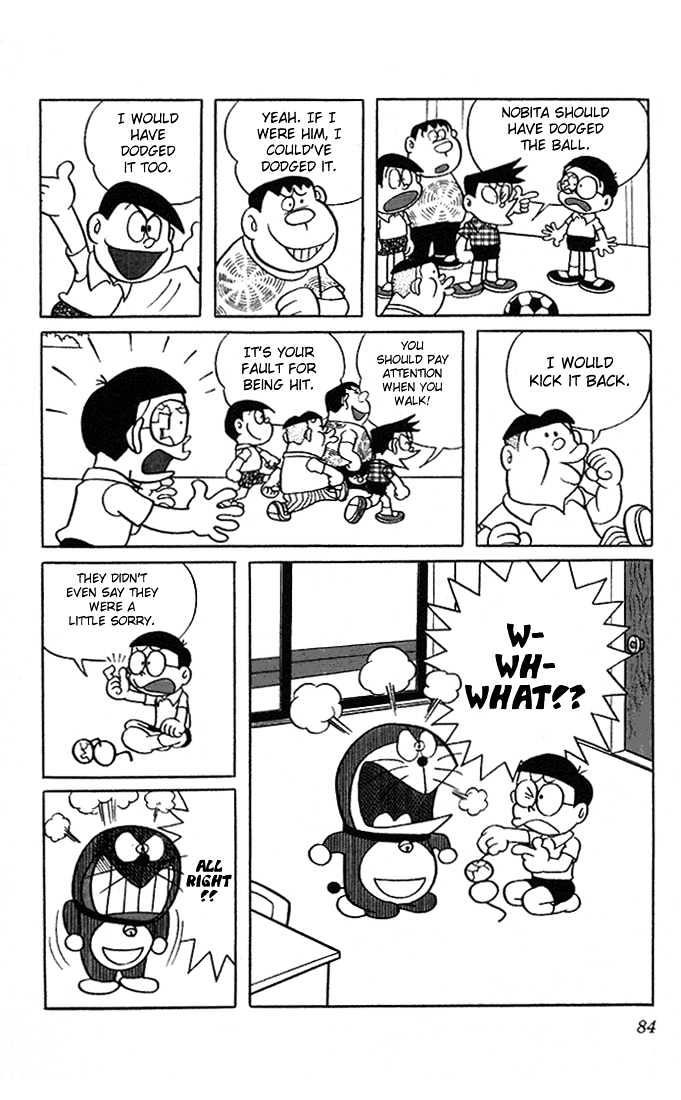 NOBITA SHOULD
HAVE DODGED
THE BALL.
YEAH. IF I
WERE HIM, I
COULD'VE
DODGED IT.
I WOULD
HAVE
DODGED
IT TOO.
I WOULD
KICK IT BACK.
YOU
SHOULD PAY
ATTENTION
WHEN YOU
WALK!
IT'S YOUR
FAULT FOR
BEING HIT.
W-
WH-
WHAT!?
THEY DIDN'T
EVEN SAY THEY
WERE A
LITTLE SORRY.
ALL
RIGHT
!!
84